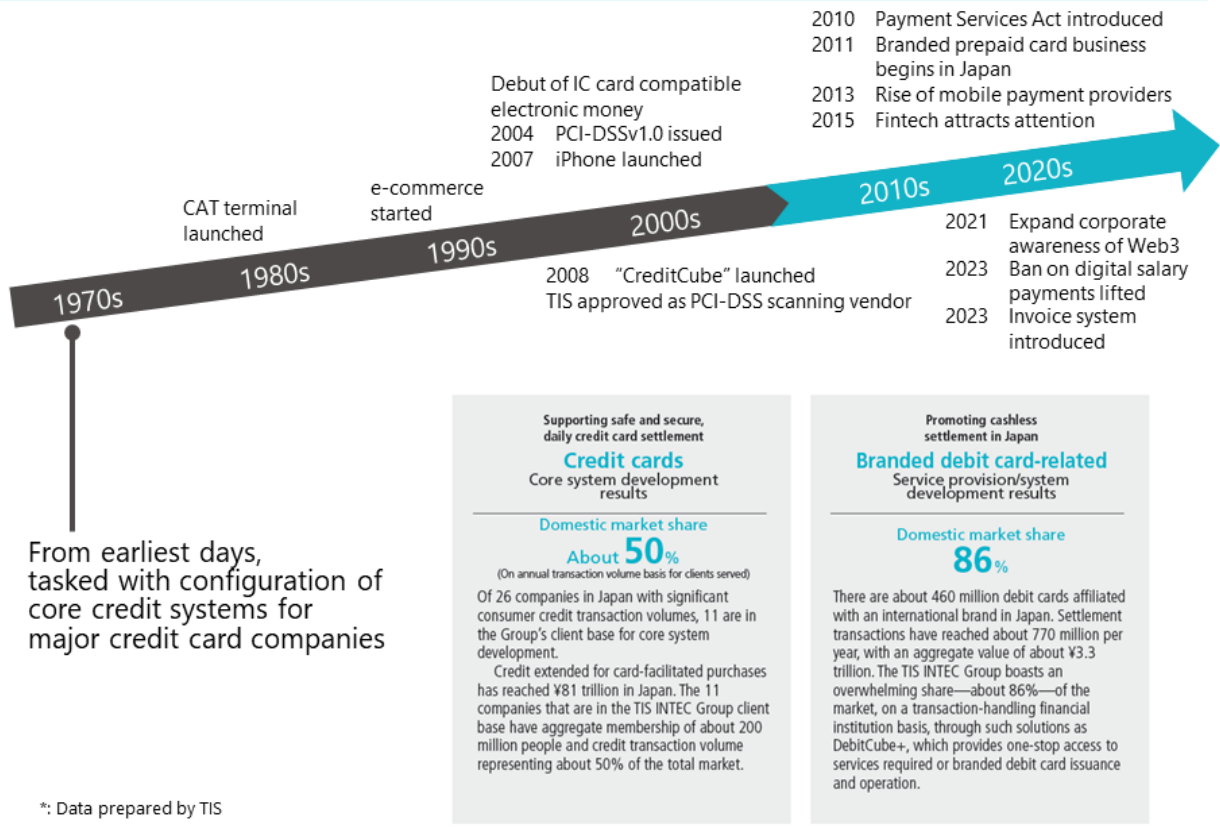 2010 Payment Services Act introduced
2011 Branded prepaid card business
begins in Japan
2013 Rise of mobile payment providers
2015 Fintech attracts attention
Debut of IC card compatible
electronic money
2004 PCI-DSSv1.0 issued
2007 iPhone launched
e-commerce
started
CAT terminal
launched
1970s
1980s
1990s
2000s
2010s
2020s
2008 “CreditCube” launched
TIS approved as PCI-DSS scanning vendor
2021 Expand corporate
awareness of Web3
2023 Ban on digital salary
payments lifted
2023 Invoice system
introduced
From earliest days,
tasked with configuration of
core credit systems for
major credit card companies
Supporting safe and secure,
daily credit card settlement
Credit cards
Core system development
results
Domestic market share
About 50%
(On annual transaction volume basis for clients served)
Of 26 companies in Japan with significant
consumer credit transaction volumes, 11 are in
the Group’s client base for core system
development.
Credit extended for card-facilitated purchases
has reached ¥81 trillion in Japan. The 11
companies that are in the TIS INTEC Group client
base have aggregate membership of about 200
million people and credit transaction volume
representing about 50% of the total market.
Promoting cashless
settlement in Japan
Branded debit card-related
Service provision/system
development results
Domestic market share
86%
There are about 460 million debit cards affiliated
with an international brand in Japan. Settlement
transactions have reached about 770 million per
year, with an aggregate value of about ¥3.3
trillion. The TIS INTEC Group boasts an
overwhelming share—about 86%—of the
market, on a transaction-handling financial
institution basis, through such solutions as
DebitCube+, which provides one-stop access to
services required or branded debit card issuance
and operation.
*: Data prepared by TIS